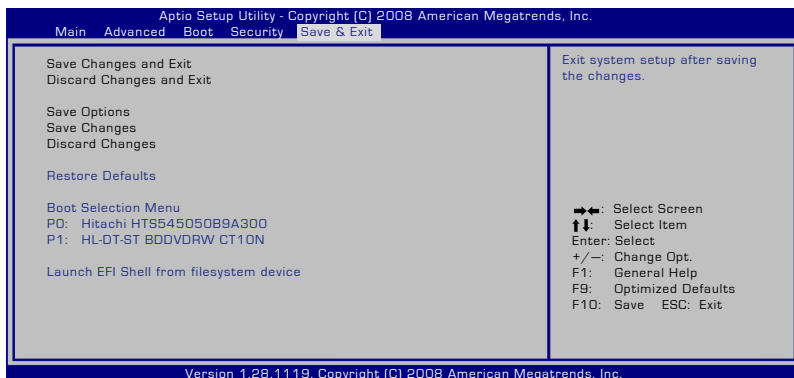 Aptio Setup Utility - Copyright (C) 2008 American Megatrends, Inc.
Main Advanced Boot Security Save & Exit
Save Changes and Exit
Discard Changes and Exit
Save Options
Save Changes
Discard Changes
Restore Defaults
Boot Selection Menu
P0: Hitachi HTS545050B9A300
P1: HL-DT-ST BDDVDRW CT10N
Launch EFI Shell from filesystem device
Exit system setup after saving
the changes.
→←: Select Screen
↑↓: Select Item
Enter: Select
+/—: Change Opt.
F1: General Help
F9: Optimized Defaults
F10: Save ESC: Exit
Version 1.28.1119. Copyright (C) 2008 American Megatrends, Inc.